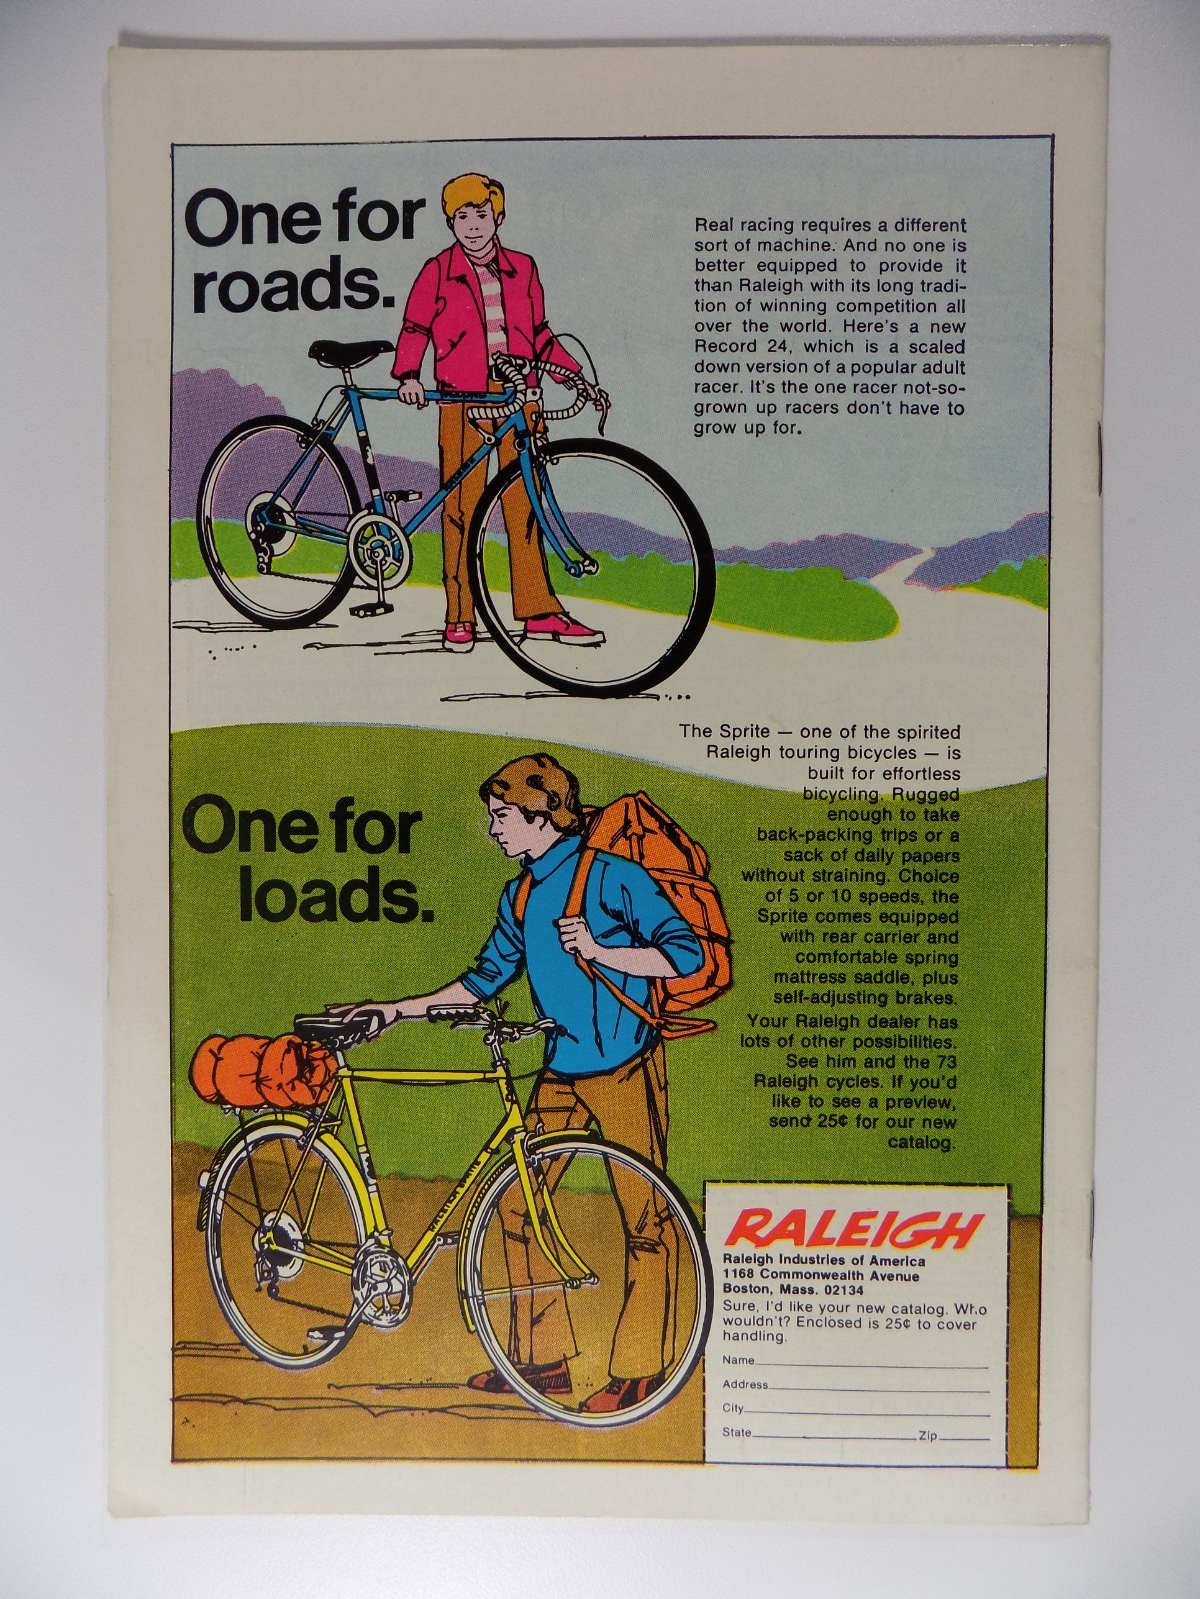 One for
roads.
Real racing requires a different
sort of machine. And no one is
better equipped to provide it
than Raleigh with its long tradi-
tion of winning competition all
over the world. Here's a new
Record 24, which is a scaled
down version of a popular adult
racer. It's the one racer not-so-
grown up racers don't have to
grow up for.
The Sprite — one of the spirited
Raleigh touring bicycles — is
built for effortless
bicycling. Rugged
enough to take
back-packing trips or a
sack of daily papers
without straining. Choice
of 5 or 10 speeds, the
Sprite comes equipped
with rear carrier and
comfortable spring
mattress saddle, plus
self-adjusting brakes.
Your Raleigh dealer has
lots of other possibilities.
See him and the 73
Raleigh cycles. If you'd
like to see a preview,
send 25¢ for our new
catalog.
One for
loads.
RALEIGH SPRITE
RALEIGH
Raleigh Industries of America
1168 Commonwealth Avenue
Boston, Mass. 02134
Sure, I'd like your new catalog. Who
wouldn't? Enclosed is 25¢ to cover
handling.
Name
Address
City
State Zip